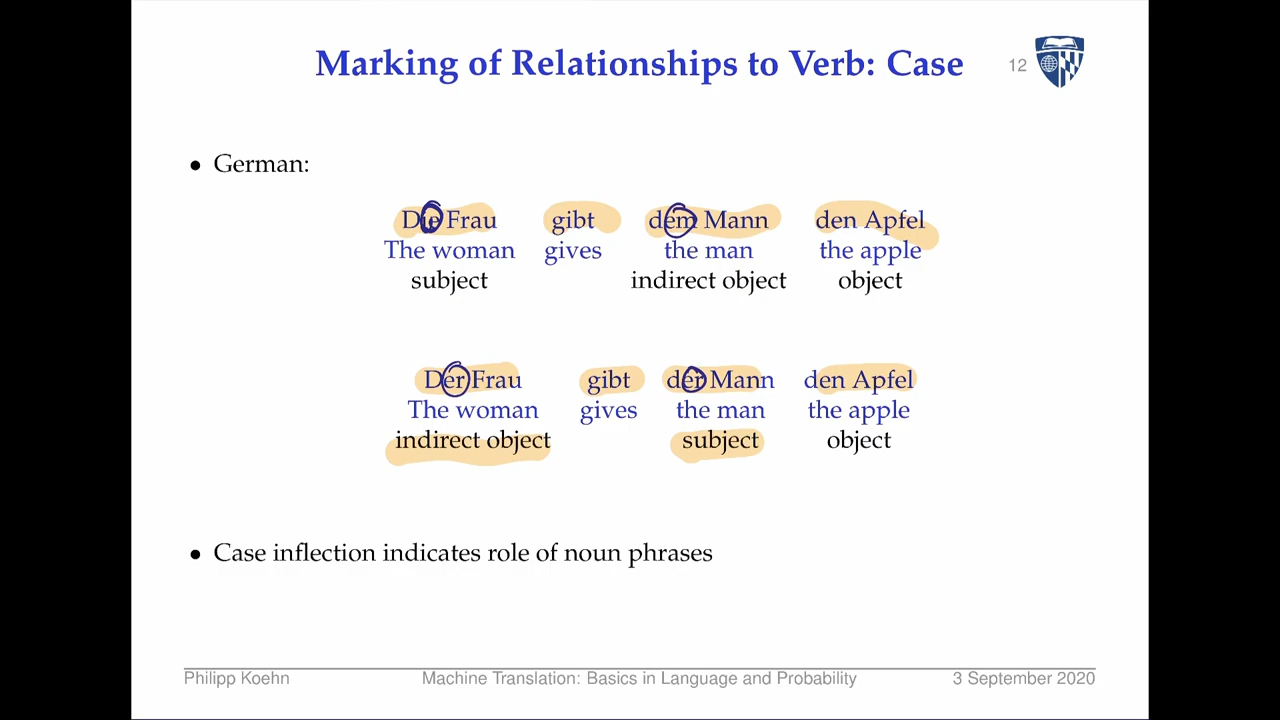 Marking of Relationships to Verb: Case 12
• German:
Die Frau gibt dem Mann den Apfel
The woman gives the man the apple
subject indirect object object
Der Frau gibt der Mann den Apfel
The woman gives the man the apple
indirect object subject object
• Case inflection indicates role of noun phrases
Philipp Koehn Machine Translation: Basics in Language and Probability 3 September 2020